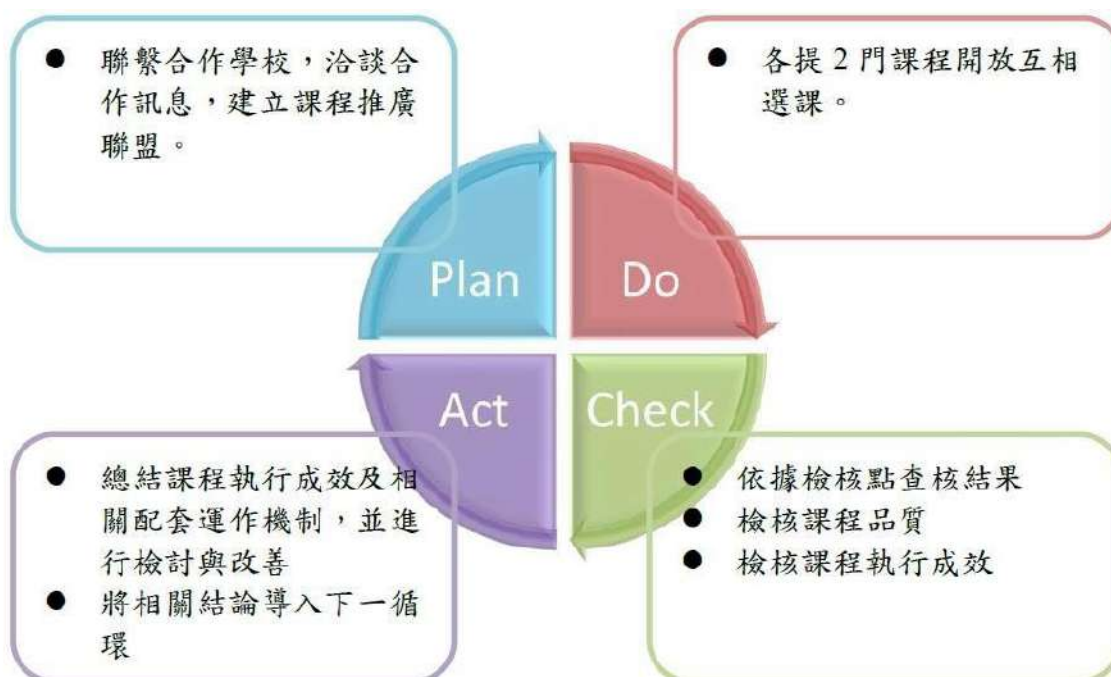 ● 聯繫合作學校，洽談合
作訊息，建立課程推廣
聯盟。
● 各提 2 門課程開放互相
選課。
Plan
Do
Act
Check
● 總結課程執行成效及相
關配套運作機制，並進
行檢討與改善
● 將相關結論導入下一循
環
● 依據檢核點查核結果
● 檢核課程品質
● 檢核課程執行成效